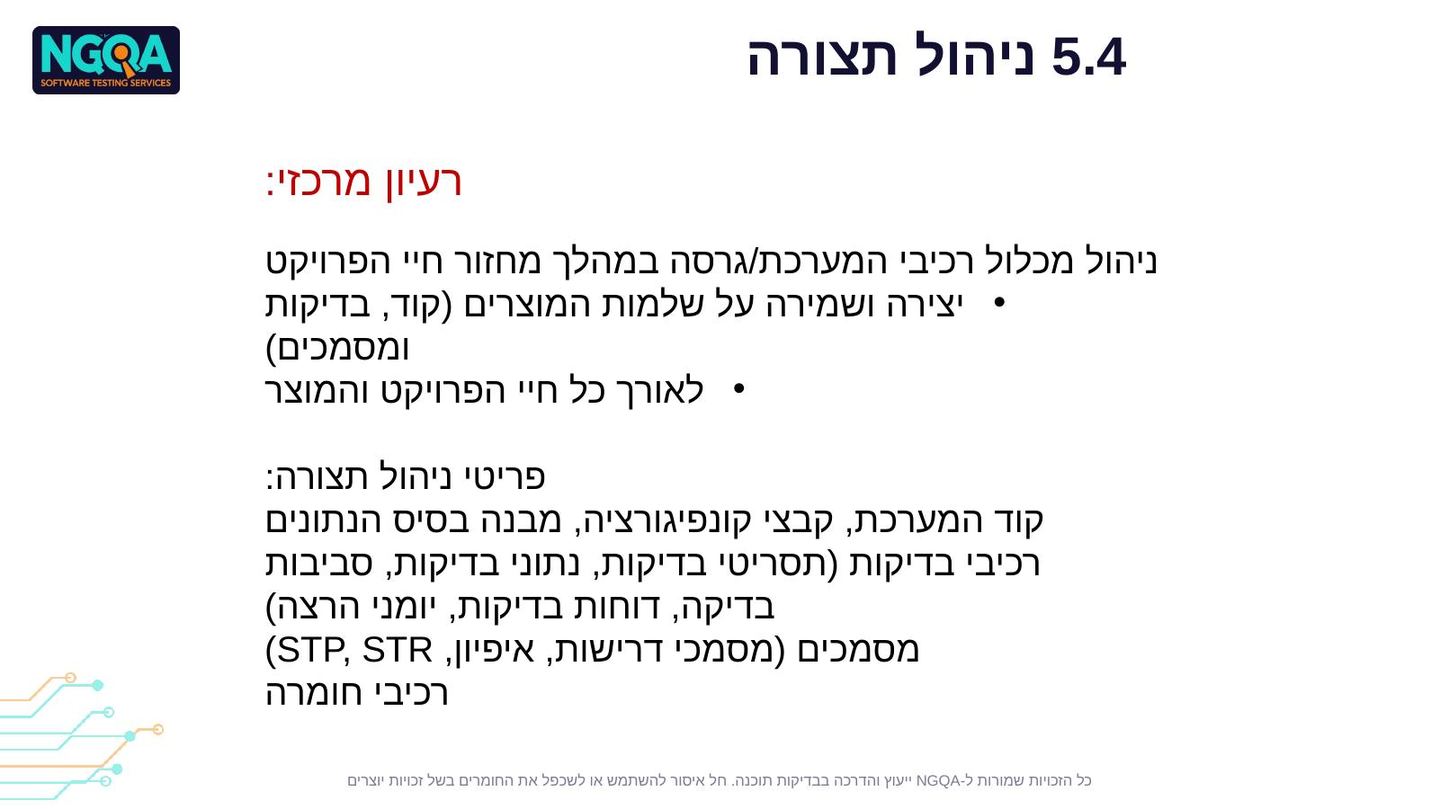 NGQA
SOFTWARE TESTING SERVICES
5.4 ניהול תצורה
רעיון מרכזי:
ניהול מכלול רכיבי המערכת/גרסה במהלך מחזור חיי הפרויקט
• יצירה ושמירה על שלמות המוצרים (קוד, בדיקות
ומסמכים)
• לאורך כל חיי הפרויקט והמוצר
פריטי ניהול תצורה:
קוד המערכת, קבצי קונפיגורציה, מבנה בסיס הנתונים
רכיבי בדיקות (תסריטי בדיקות, נתוני בדיקות, סביבות
בדיקה, דוחות בדיקות, יומני הרצה)
מסמכים (מסמכי דרישות, איפיון, STP, STR)
רכיבי חומרה
כל הזכויות שמורות ל-NGQA ייעוץ והדרכה בבדיקות תוכנה. חל איסור להשתמש או לשכפל את החומרים בשל זכויות יוצרים